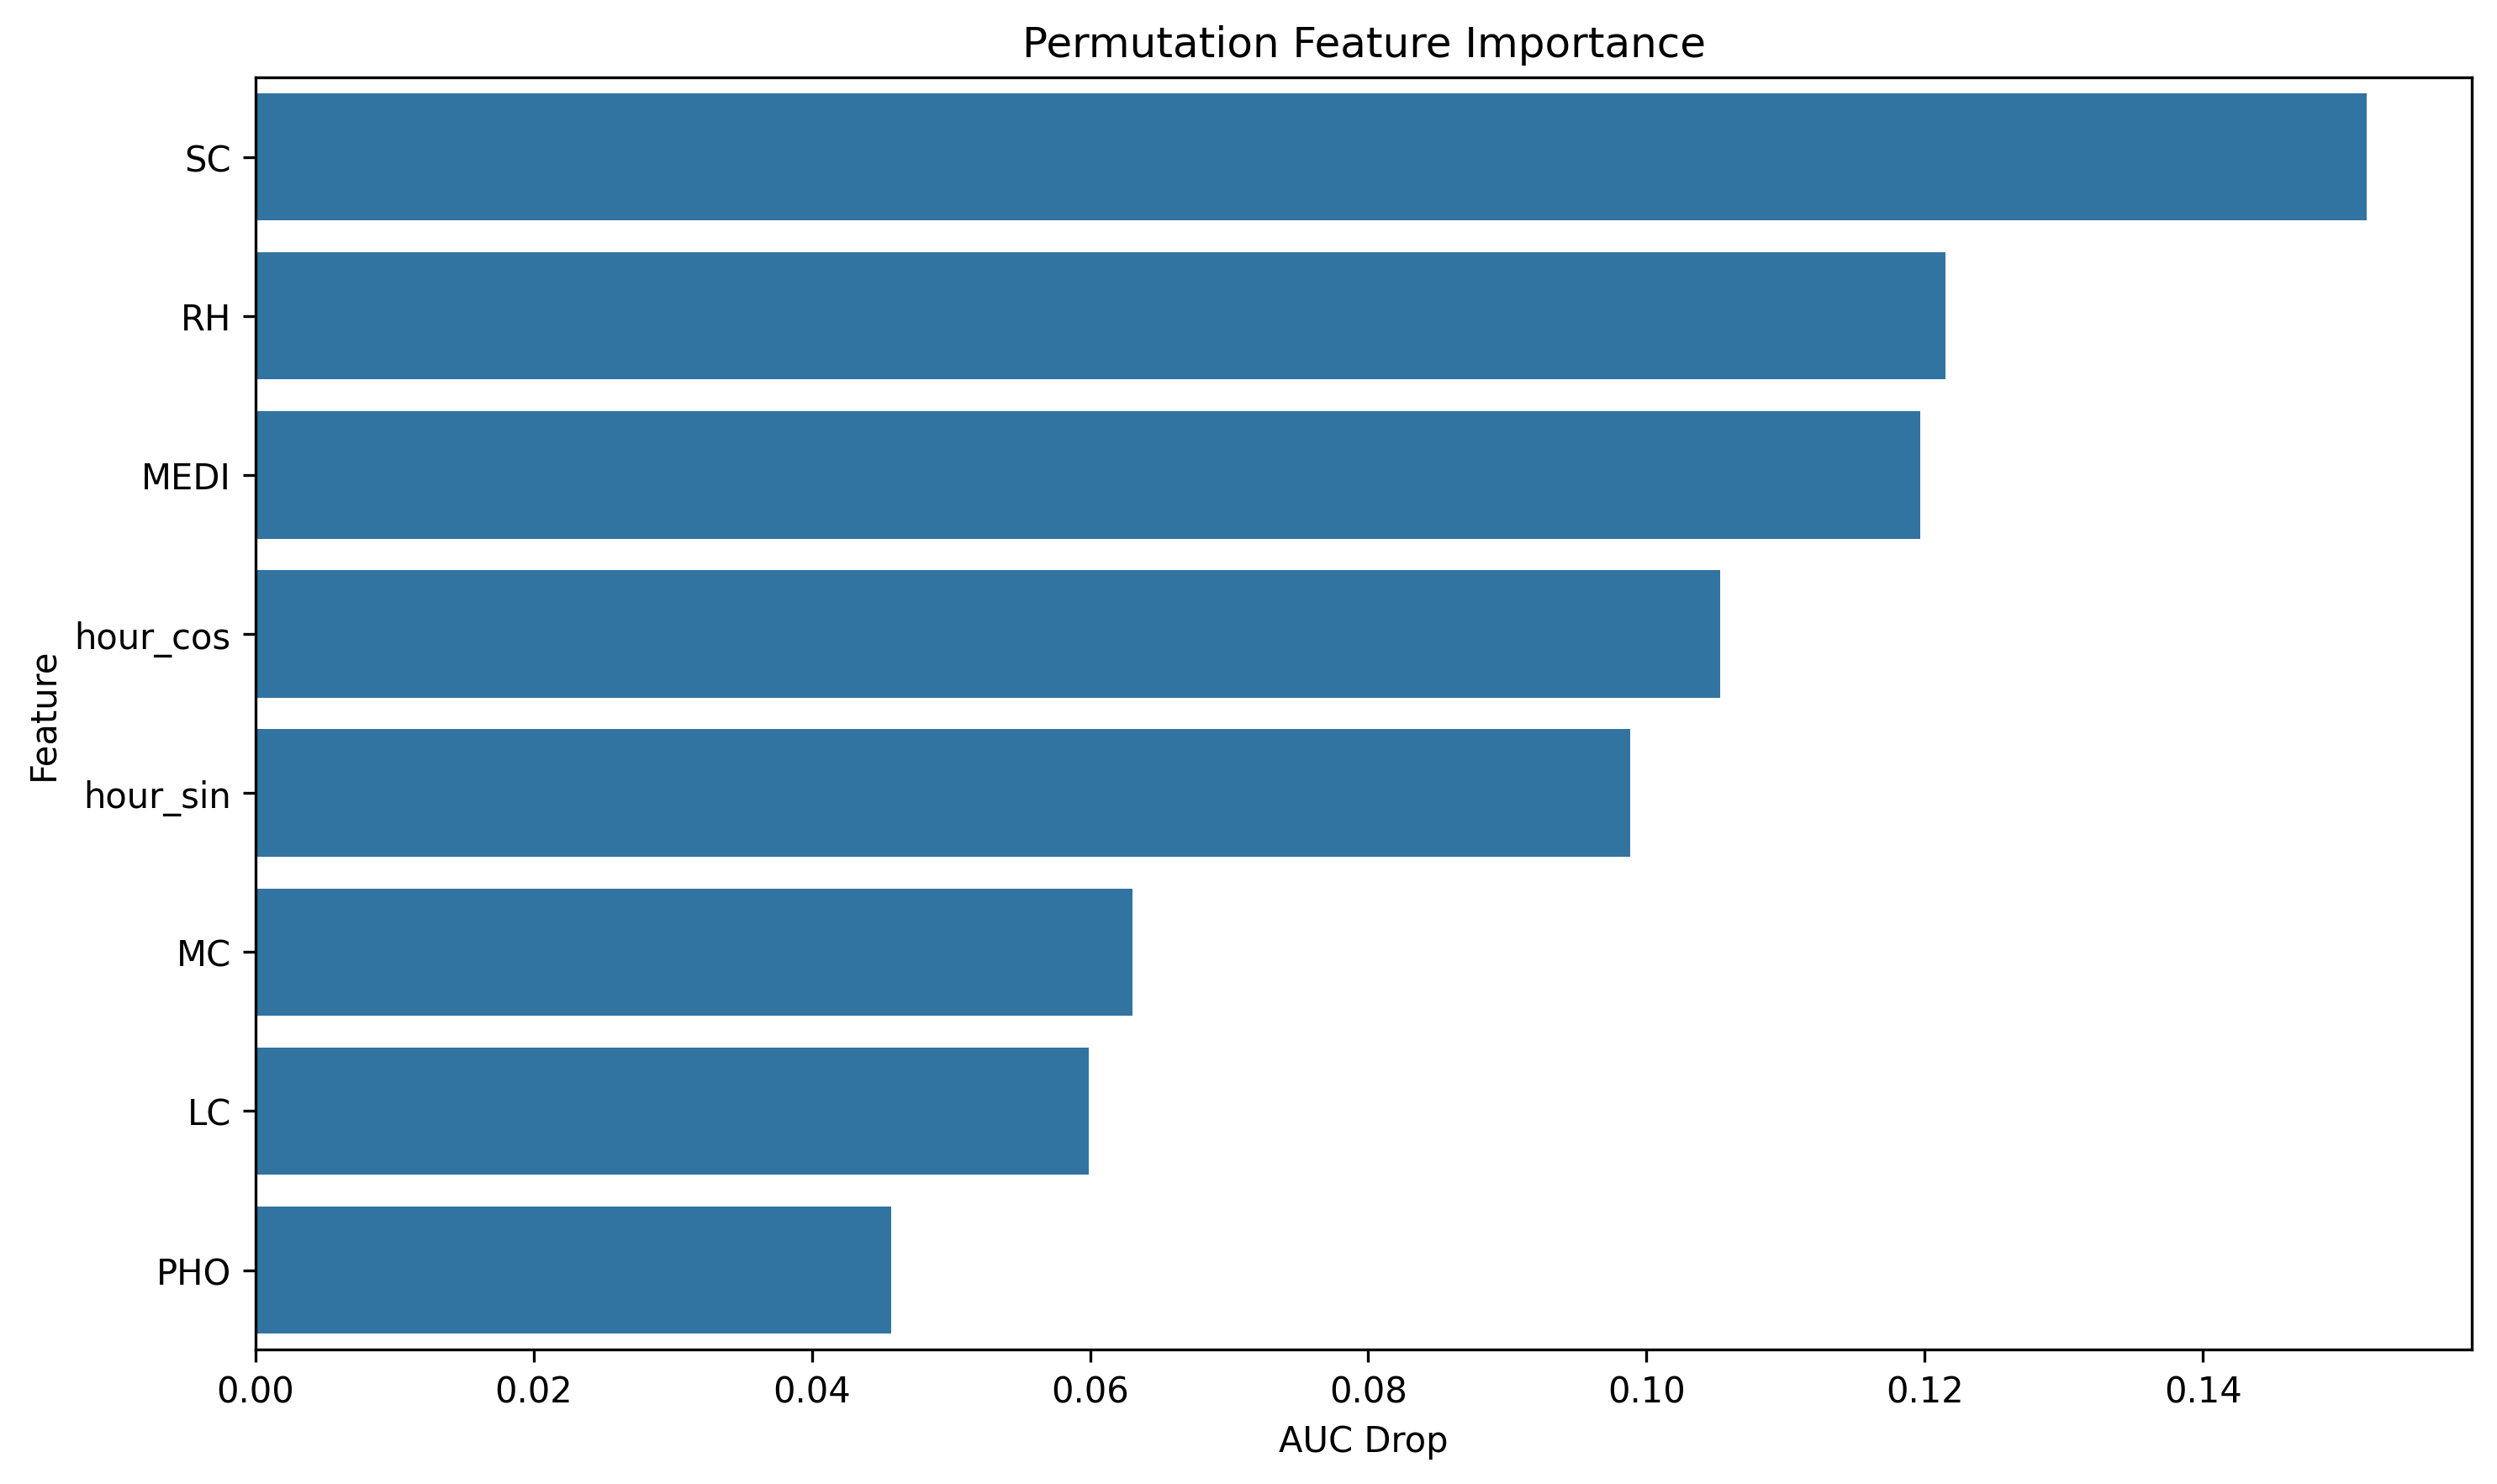 Permutation Feature Importance
Feature
SC
RH
MEDI
hour_cos
hour_sin
MC
LC
PHO
0.00 0.02 0.04 0.06 0.08 0.10 0.12 0.14
AUC Drop